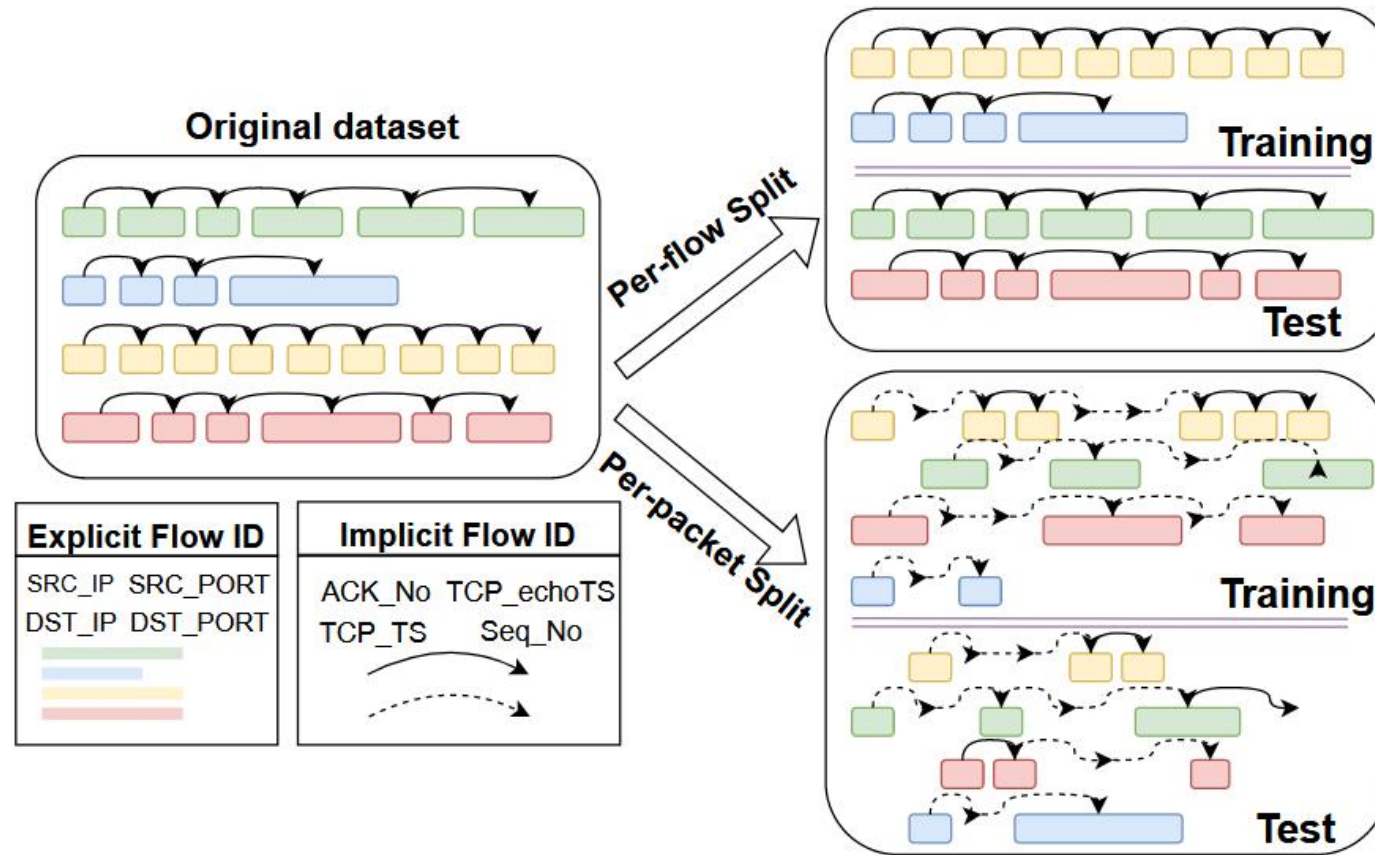 Original dataset
Explicit Flow ID
SRC_IP SRC_PORT
DST_IP DST_PORT
Implicit Flow ID
ACK_No TCP_echoTS
TCP_TS Seq_No
Per-flow Split
Per-packet Split
Training
Test
Training
Test